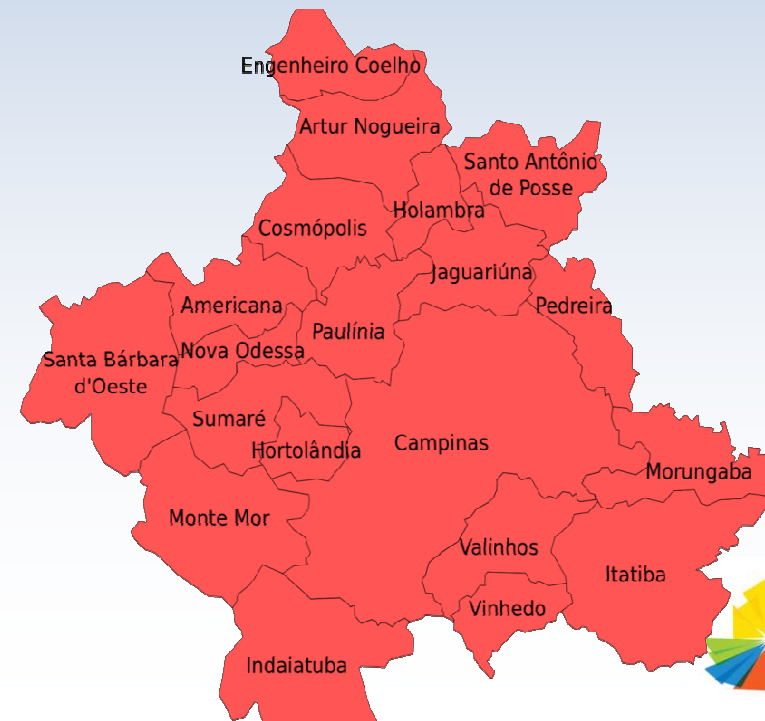 Engenheiro Coelho
Artur Nogueira
Santo Antônio
de Posse
Holambra
Cosmópolis
Jaguariúna
Americana
Pedreira
Paulínia
Nova Odessa
Santa Bárbara
d'Oeste
Sumaré
Campinas
Hortolândia
Morungaba
Monte Mor
Valinhos
Itatiba
Vinhedo
Indaiatuba